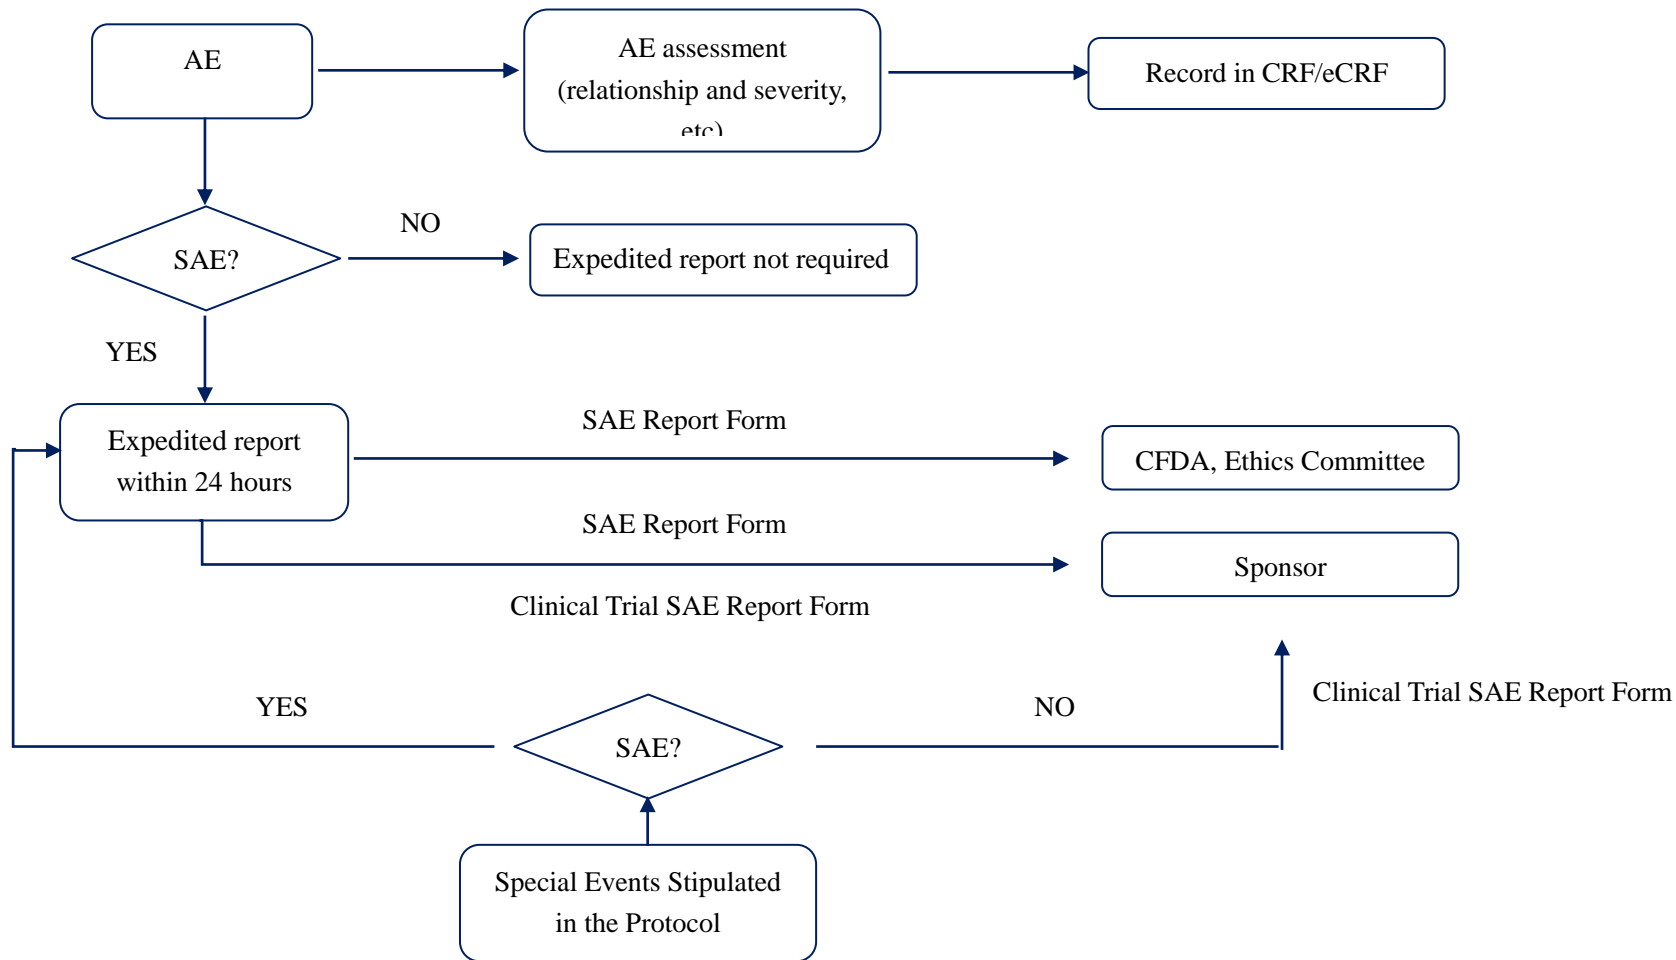 AE
AE assessment
(relationship and severity,
etc)
Record in CRF/eCRF
NO
SAE?
Expedited report not required
YES
Expedited report
within 24 hours
SAE Report Form
CFDA, Ethics Committee
SAE Report Form
Sponsor
Clinical Trial SAE Report Form
YES
NO
Clinical Trial SAE Report Form
SAE?
Special Events Stipulated
in the Protocol